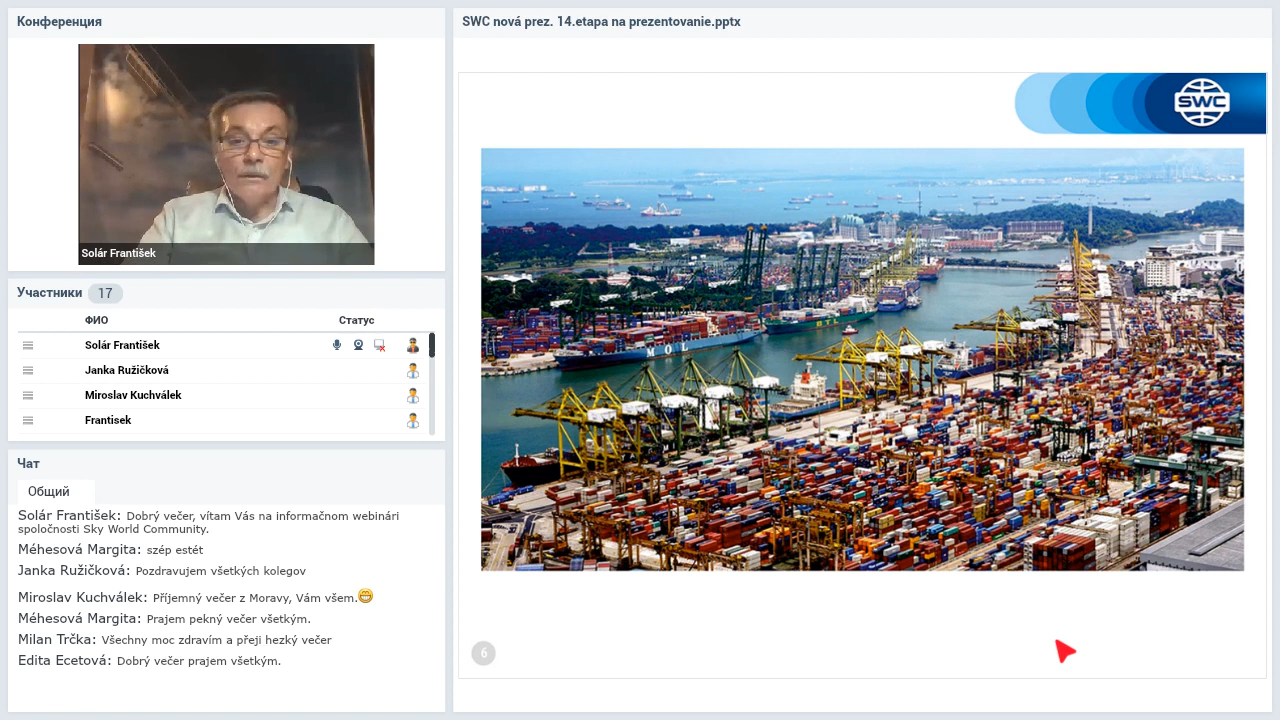 Конференция
Solár František
Участники 17
ФИО Статус
Solár František
Janka Ružičková
Miroslav Kuchválek
Frantisek
Чат
Общий
Solár František: Dobrý večer, vítam Vás na informačnom webinári
spoločnosti Sky World Community.
Méhesová Margita: szép estét
Janka Ružičková: Pozdravujem všetkých kolegov
Miroslav Kuchválek: Příjemný večer z Moravy, Vám všem.
Méhesová Margita: Prajem pekný večer všetkým.
Milan Trčka: Všechny moc zdravím a přeji hezký večer
Edita Ecetová: Dobrý večer prajem všetkým.
SWC nová prez. 14.etapa na prezentovanie.pptx
SWC
MOL
6